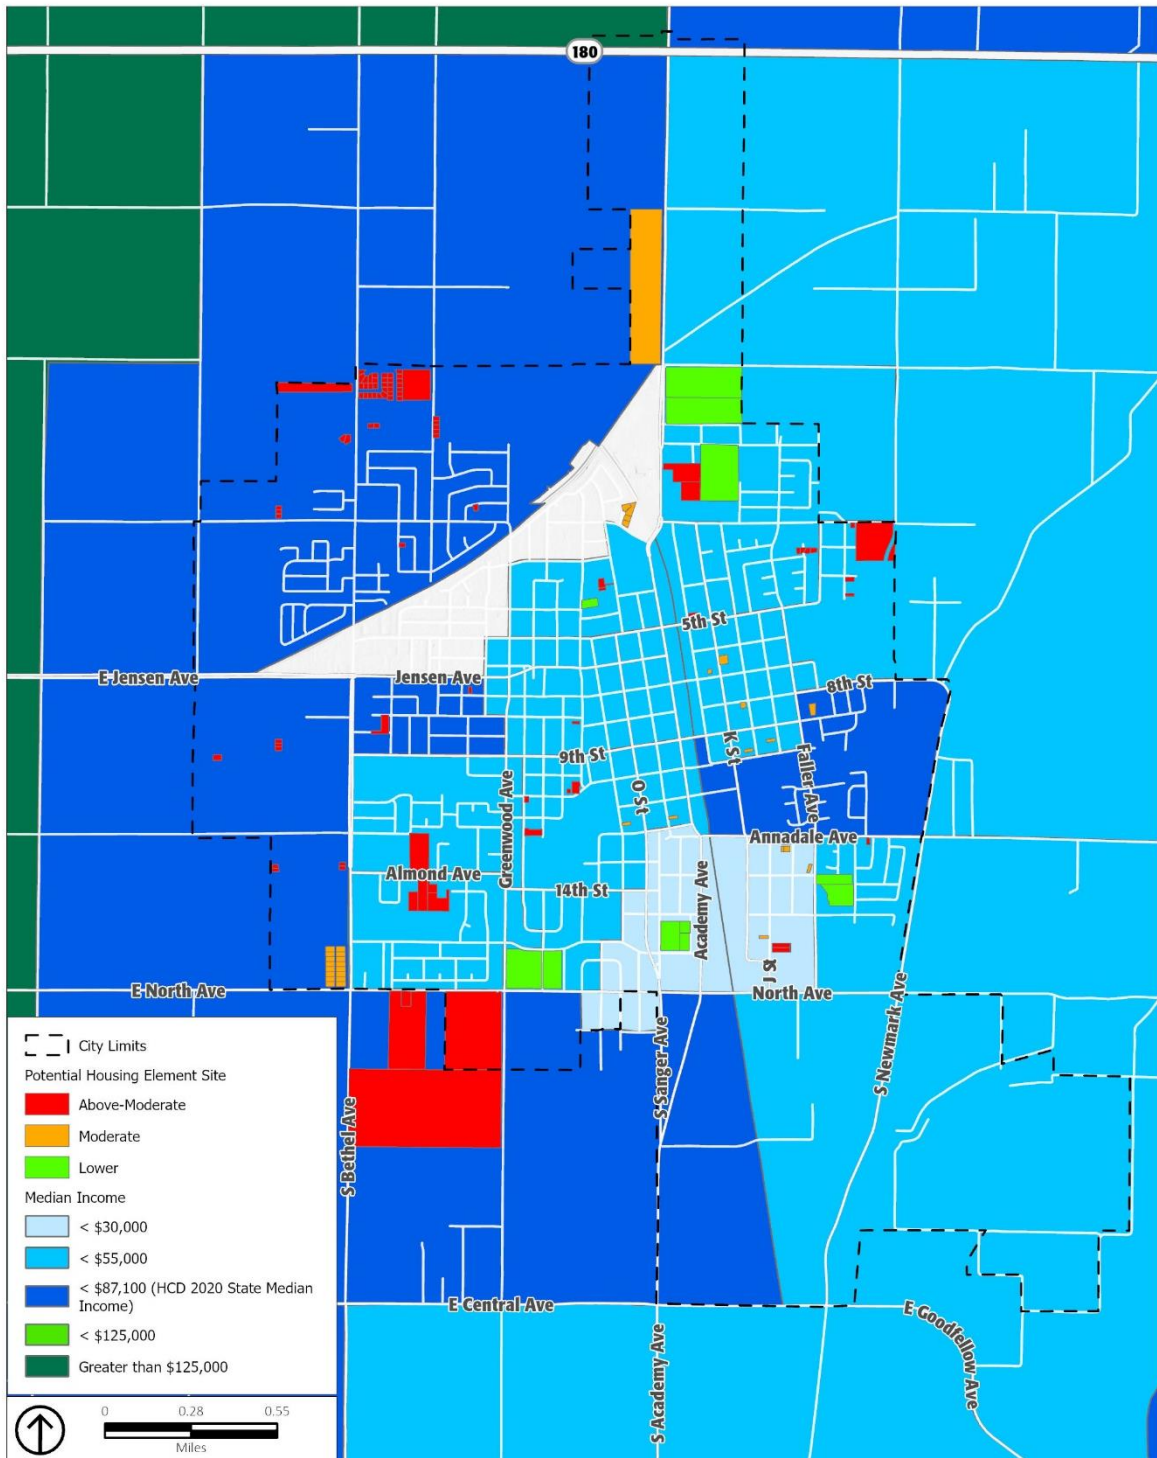 180
5th St
E Jensen Ave
Jensen Ave
8th St
K St
9th St
Faller Ave
O St
Greenwood Ave
Annadale Ave
Almond Ave
14th St
Academy Ave
J St
E North Ave
North Ave
S Newmark Ave
S Sanger Ave
S Bethel Ave
E Central Ave
E Goodfellow Ave
S Academy Ave
City Limits
Potential Housing Element Site
Above-Moderate
Moderate
Lower
Median Income
< $30,000
< $55,000
< $87,100 (HCD 2020 State Median
Income)
< $125,000
Greater than $125,000
0 0.28 0.55
Miles